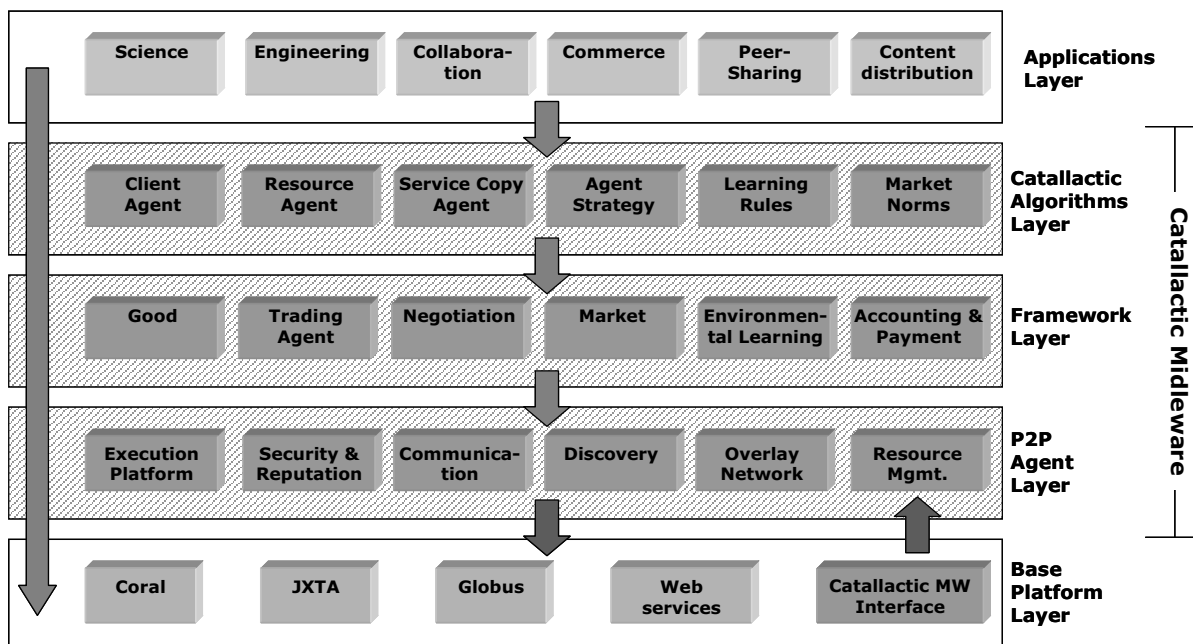 Science
Engineering
Collabora-
tion
Commerce
Peer-
Sharing
Content
distribution
Applications
Layer
Client
Agent
Resource
Agent
Service Copy
Agent
Agent
Strategy
Learning
Rules
Market
Norms
Catallactic
Algorithms
Layer
Good
Trading
Agent
Negotiation
Market
Environmen-
tal Learning
Accounting &
Payment
Framework
Layer
Execution
Platform
Security &
Reputation
Communica-
tion
Discovery
Overlay
Network
Resource
Mgmt.
P2P
Agent
Layer
Coral
JXTA
Globus
Web
services
Catallactic MW
Interface
Base
Platform
Layer
Catallactic Midleware